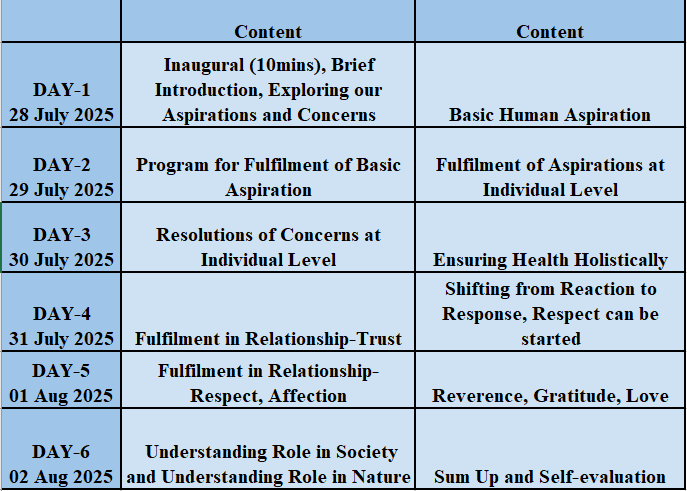 Content
Content
DAY-1
28 July 2025
Inaugural (10mins), Brief
Introduction, Exploring our
Aspirations and Concerns
Basic Human Aspiration
DAY-2
29 July 2025
Program for Fulfilment of Basic
Aspiration
Fulfilment of Aspirations at
Individual Level
DAY-3
30 July 2025
Resolutions of Concerns at
Individual Level
Ensuring Health Holistically
DAY-4
31 July 2025
Fulfilment in Relationship-Trust
Shifting from Reaction to
Response, Respect can be
started
DAY-5
01 Aug 2025
Fulfilment in Relationship-
Respect, Affection
Reverence, Gratitude, Love
DAY-6
02 Aug 2025
Understanding Role in Society
and Understanding Role in Nature
Sum Up and Self-evaluation